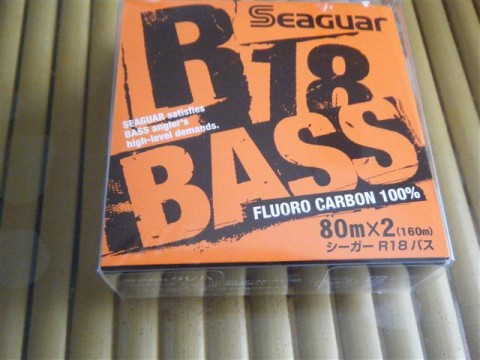 SEAGUAR
R18
SEAGUAR satisfies
BASS angler's
high-level demands.
BASS
FLUORO CARBON 100%
80m×2 (160m)
シーガー R18 バス